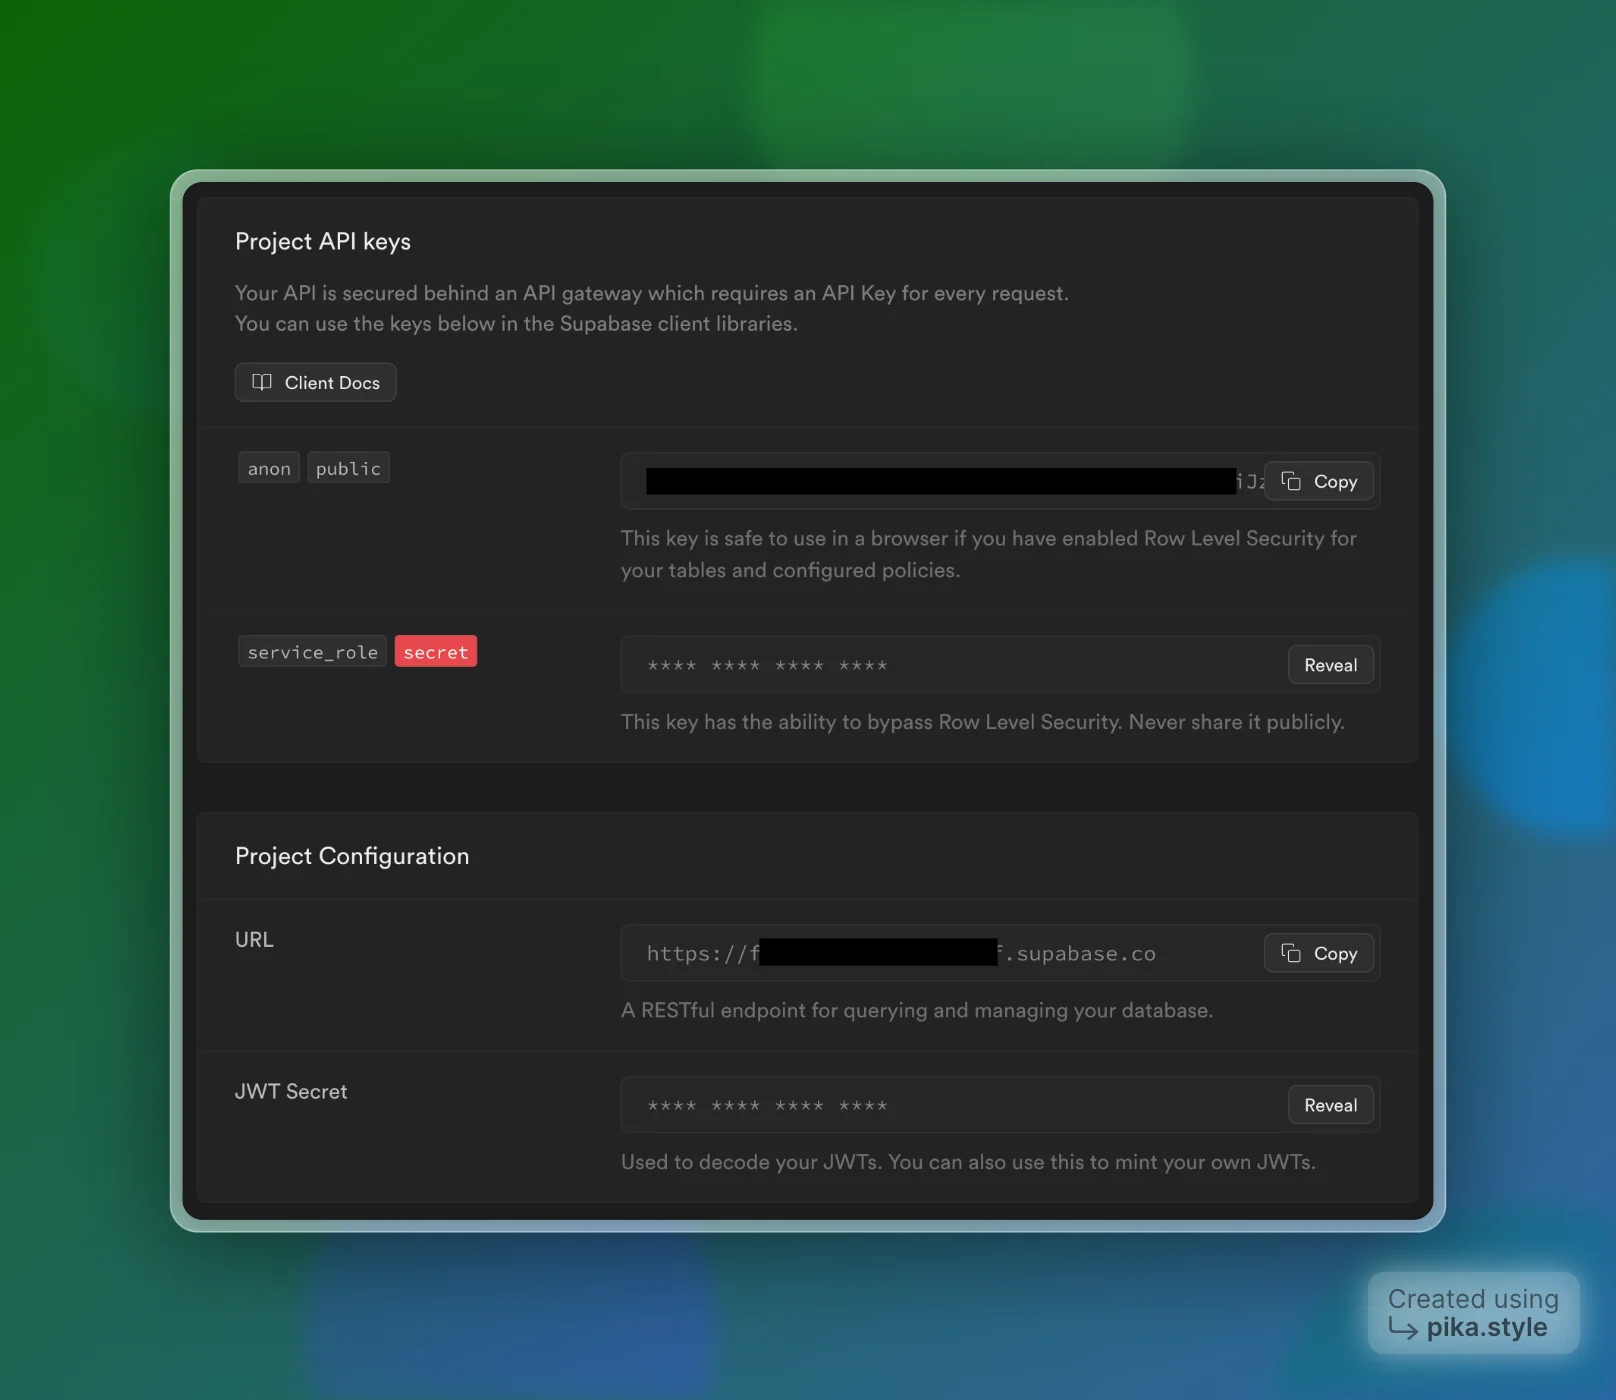 Project API keys
Your API is secured behind an API gateway which requires an API Key for every request.
You can use the keys below in the Supabase client libraries.
Client Docs
anon public
iJz Copy
This key is safe to use in a browser if you have enabled Row Level Security for
your tables and configured policies.
service_role secret
**** **** **** **** Reveal
This key has the ability to bypass Row Level Security. Never share it publicly.
Project Configuration
URL
https://f f.supabase.co Copy
A RESTful endpoint for querying and managing your database.
JWT Secret
**** **** **** **** Reveal
Used to decode your JWTs. You can also use this to mint your own JWTs.
Created using
pika.style